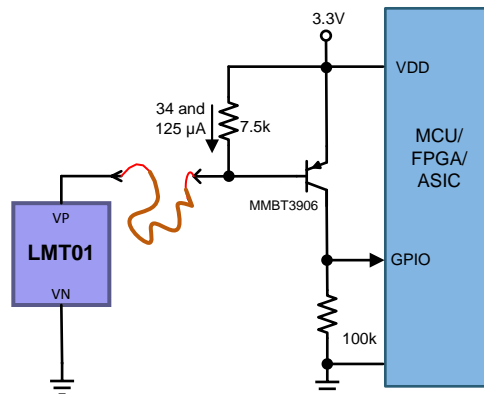 3.3V
VDD
34 and
125 µA
7.5k
MCU/
FPGA/
ASIC
MMBT3906
VP
LMT01
VN
GPIO
100k